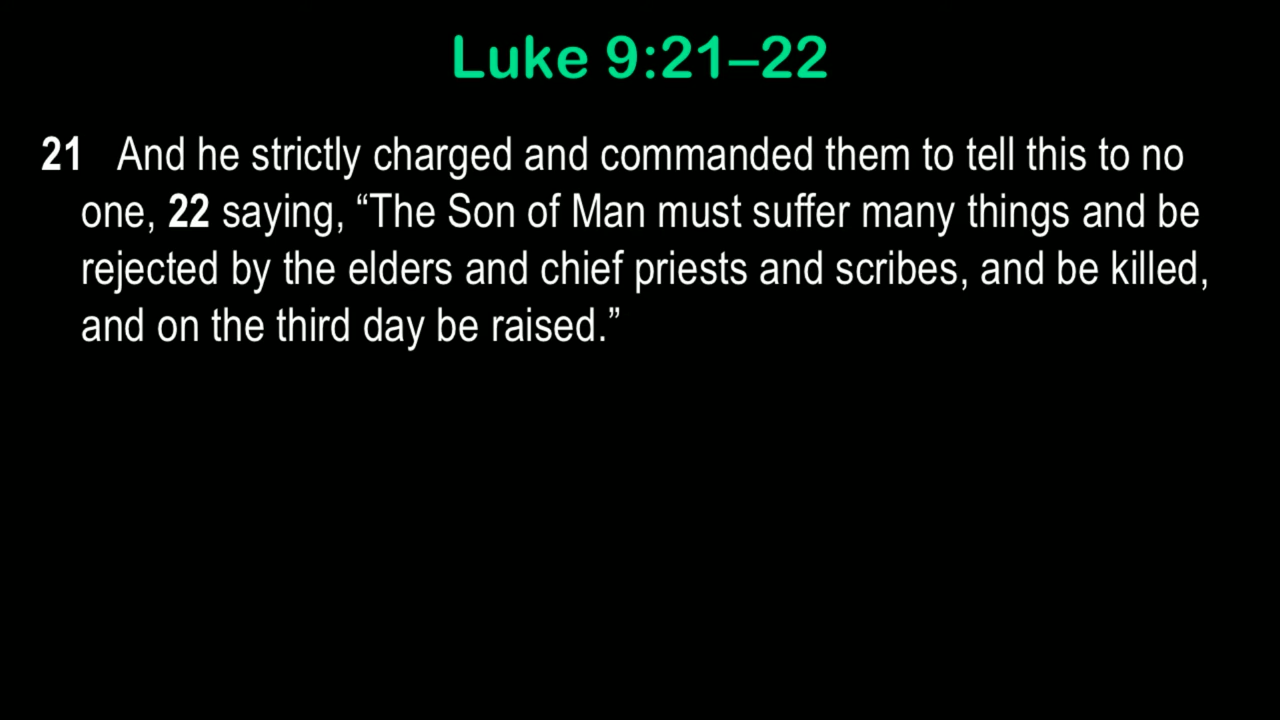 Luke 9:21–22
21 And he strictly charged and commanded them to tell this to no
one, 22 saying, “The Son of Man must suffer many things and be
rejected by the elders and chief priests and scribes, and be killed,
and on the third day be raised.”